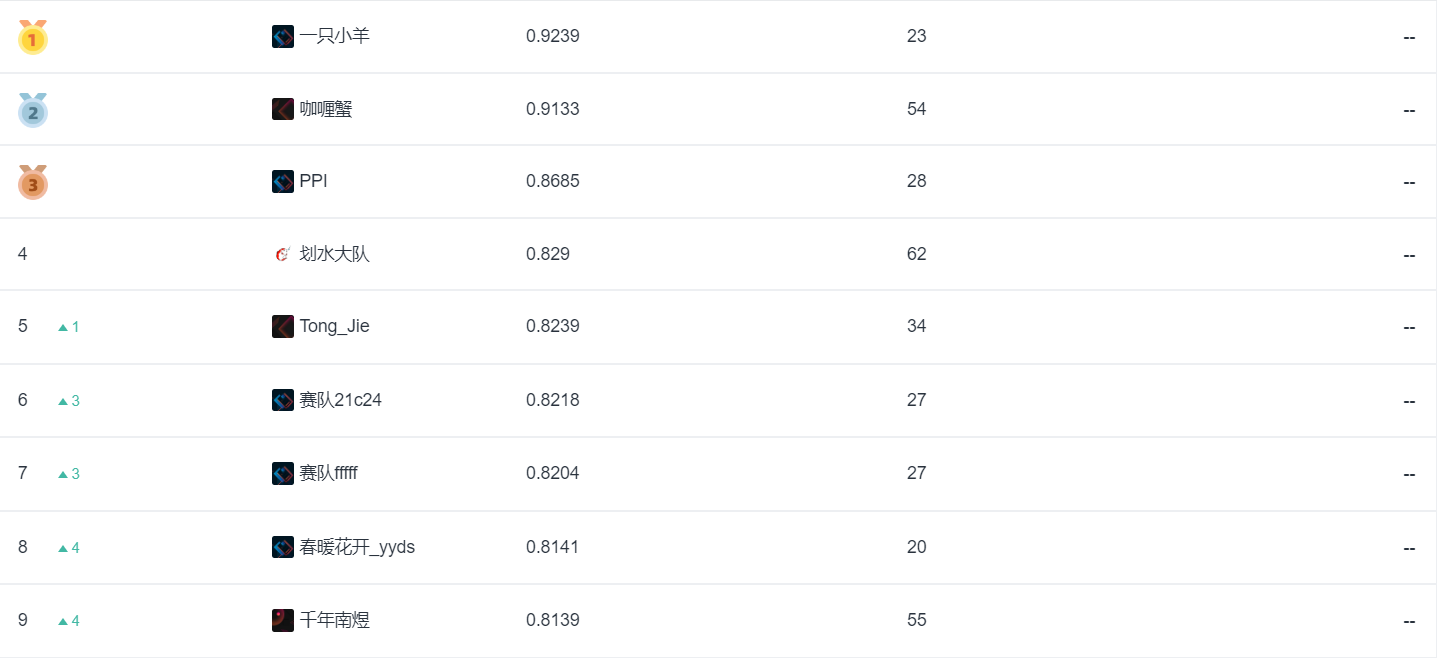 1 一只小羊 0.9239 23 --
2 咖喱蟹 0.9133 54 --
3 PPI 0.8685 28 --
4 划水大队 0.829 62 --
5 1 Tong_Jie 0.8239 34 --
6 3 赛队21c24 0.8218 27 --
7 3 赛队fffff 0.8204 27 --
8 4 春暖花开_yyds 0.8141 20 --
9 4 千年南煜 0.8139 55 --